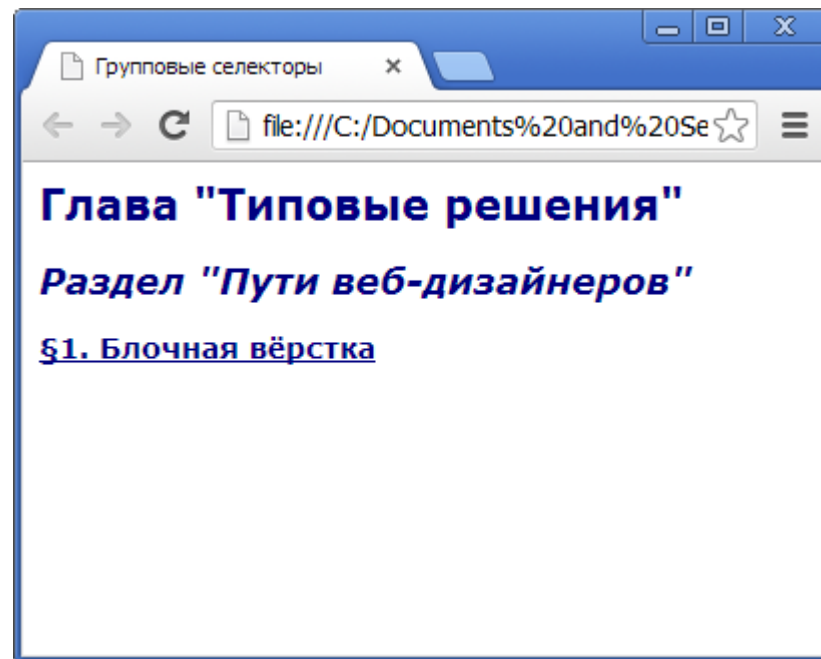 Групповые селекторы
file:///C:/Documents%20and%20Se
Глава "Типовые решения"
Раздел "Пути веб-дизайнеров"
§1. Блочная вёрстка